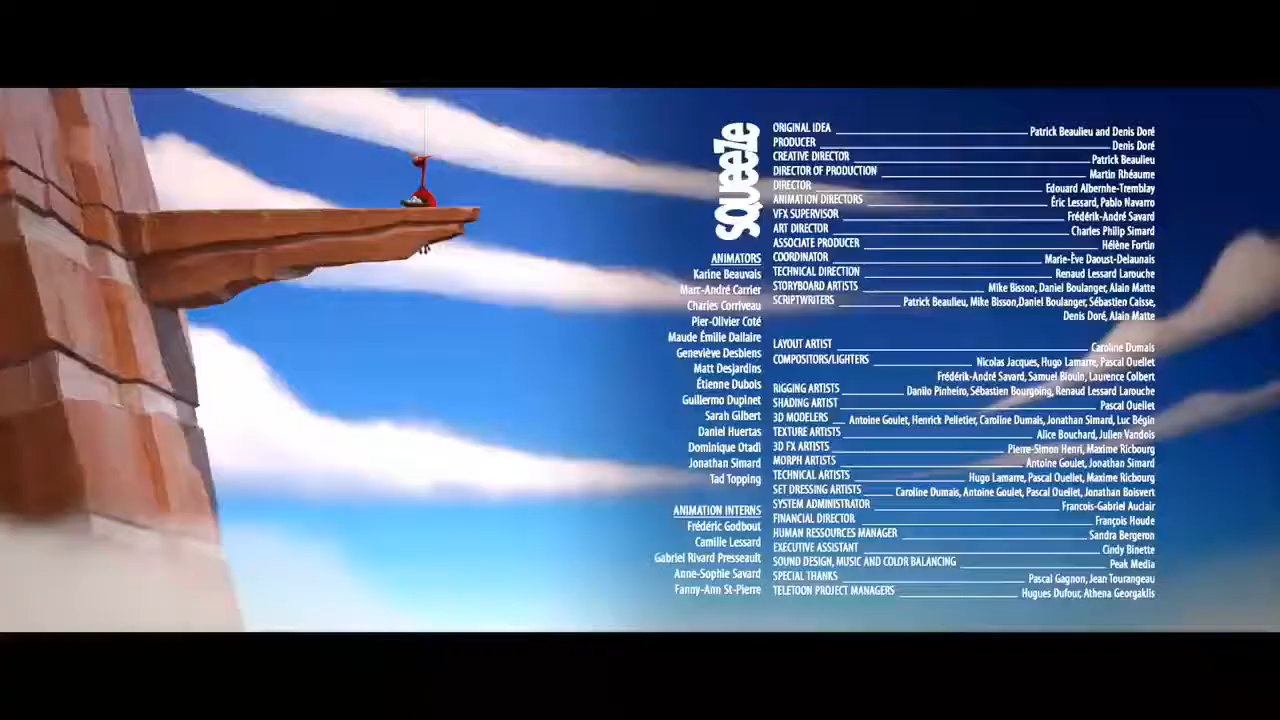 squeeze
ORIGINAL IDEA Patrick Beaulieu and Denis Doré
PRODUCER Denis Doré
CREATIVE DIRECTOR Patrick Beaulieu
DIRECTOR OF PRODUCTION Martin Rhéaume
DIRECTOR Edouard Albernhe-Tremblay
ANIMATION DIRECTORS Éric Lessard, Pablo Navarro
VFX SUPERVISOR Frédérik-André Savard
ART DIRECTOR Charles Philip Simard
ASSOCIATE PRODUCER Hélène Fortin
COORDINATOR Marie-Ève Daoust-Delaunais
TECHNICAL DIRECTION Renaud Lessard Larouche
STORYBOARD ARTISTS Mike Bisson, Daniel Boulanger, Alain Matte
SCRIPTWRITERS Patrick Beaulieu, Mike Bisson,Daniel Boulanger, Sébastien Caisse,
Denis Doré, Alain Matte
LAYOUT ARTIST Caroline Dumais
COMPOSITORS/LIGHTERS Nicolas Jacques, Hugo Lamarre, Pascal Ouellet
Frédérik-André Savard, Samuel Blouin, Laurence Colbert
RIGGING ARTISTS Danilo Pinheiro, Sébastien Bourgoing, Renaud Lessard Larouche
SHADING ARTIST Pascal Ouellet
3D MODELERS Antoine Goulet, Henrick Pelletier, Caroline Dumais, Jonathan Simard, Luc Bégin
TEXTURE ARTISTS Alice Bouchard, Julien Vandois
3D FX ARTISTS Pierre-Simon Henri, Maxime Ricbourg
MORPH ARTISTS Antoine Goulet, Jonathan Simard
TECHNICAL ARTISTS Hugo Lamarre, Pascal Ouellet, Maxime Ricbourg
SET DRESSING ARTISTS Caroline Dumais, Antoine Goulet, Pascal Ouellet, Jonathan Boisvert
SYSTEM ADMINISTRATOR Francois-Gabriel Auclair
FINANCIAL DIRECTOR François Houde
HUMAN RESSOURCES MANAGER Sandra Bergeron
EXECUTIVE ASSISTANT Cindy Binette
SOUND DESIGN, MUSIC AND COLOR BALANCING Peak Media
SPECIAL THANKS Pascal Gagnon, Jean Tourangeau
TELETOON PROJECT MANAGERS Hugues Dufour, Athena Georgaklis
ANIMATORS
Karine Beauvais
Marc-André Carrier
Charles Corriveau
Pier-Olivier Coté
Maude Émilie Dallaire
Geneviève Desbiens
Matt Desjardins
Étienne Dubois
Guillermo Dupinet
Sarah Gilbert
Daniel Huertas
Dominique Otadi
Jonathan Simard
Tad Topping
ANIMATION INTERNS
Frédéric Godbout
Camille Lessard
Gabriel Rivard Presseault
Anne-Sophie Savard
Fanny-Ann St-Pierre